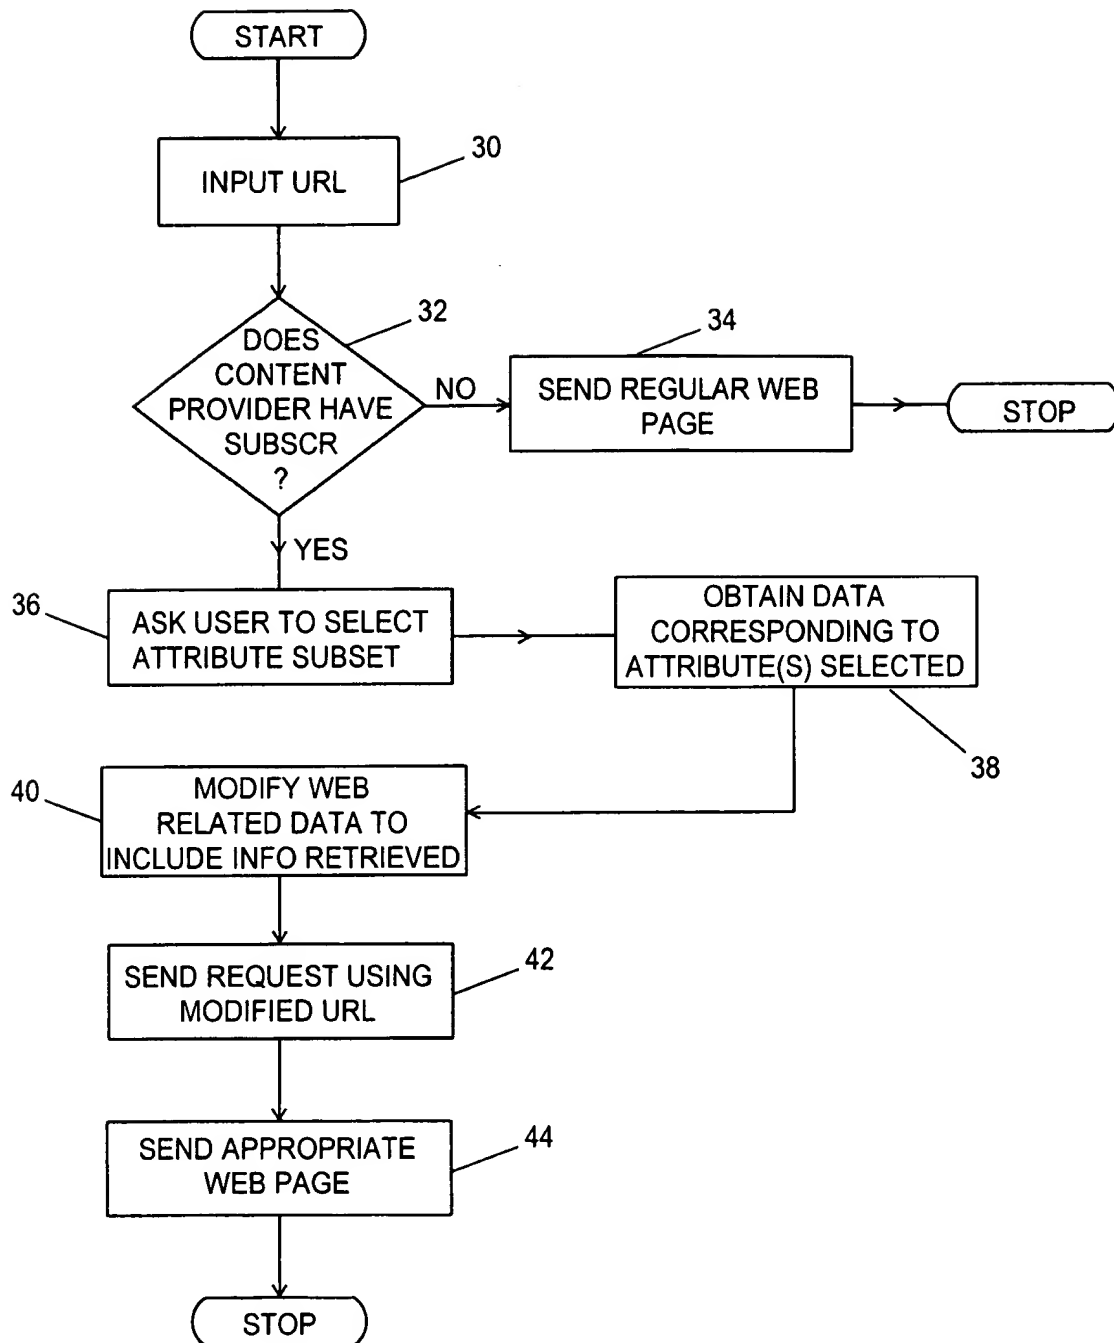 START
30
INPUT URL
32
DOES
CONTENT
PROVIDER HAVE
SUBSCR
?
NO
34
SEND REGULAR WEB
PAGE
STOP
YES
36
ASK USER TO SELECT
ATTRIBUTE SUBSET
OBTAIN DATA
CORRESPONDING TO
ATTRIBUTE(S) SELECTED
38
40
MODIFY WEB
RELATED DATA TO
INCLUDE INFO RETRIEVED
42
SEND REQUEST USING
MODIFIED URL
44
SEND APPROPRIATE
WEB PAGE
STOP